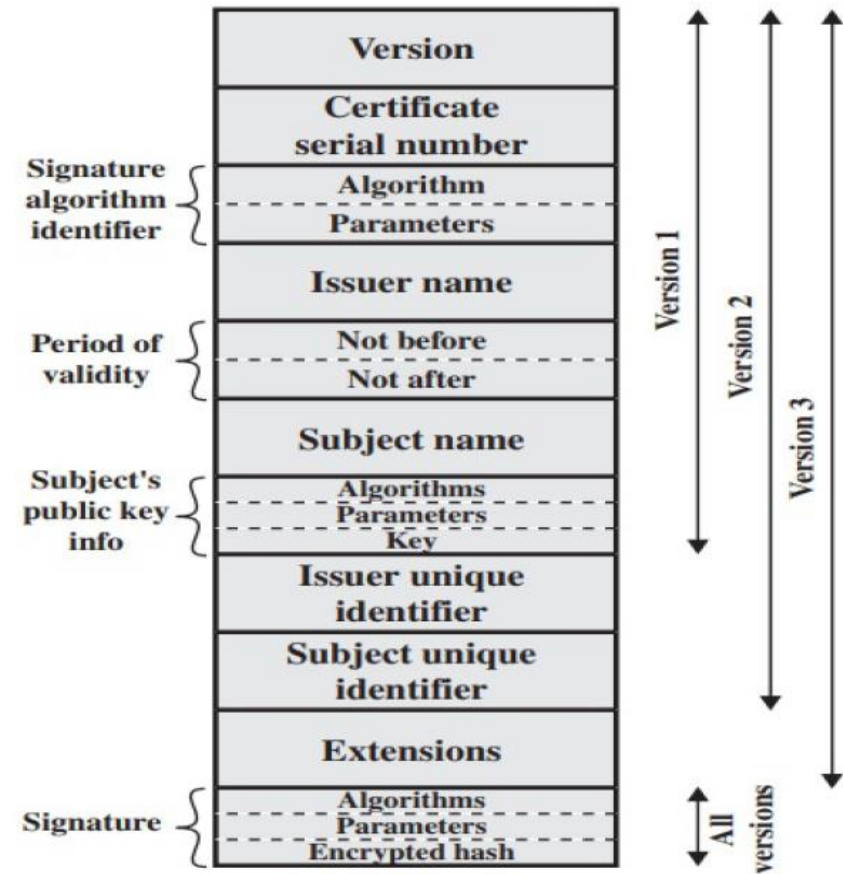 Version
Certificate
serial number
Signature
algorithm
identifier
Algorithm
Parameters
Issuer name
Period of
validity
Not before
Not after
Subject name
Subject's
public key
info
Algorithms
Parameters
Key
Issuer unique
identifier
Subject unique
identifier
Extensions
Signature
Algorithms
Parameters
Encrypted hash
Version 1
Version 2
Version 3
All
versions